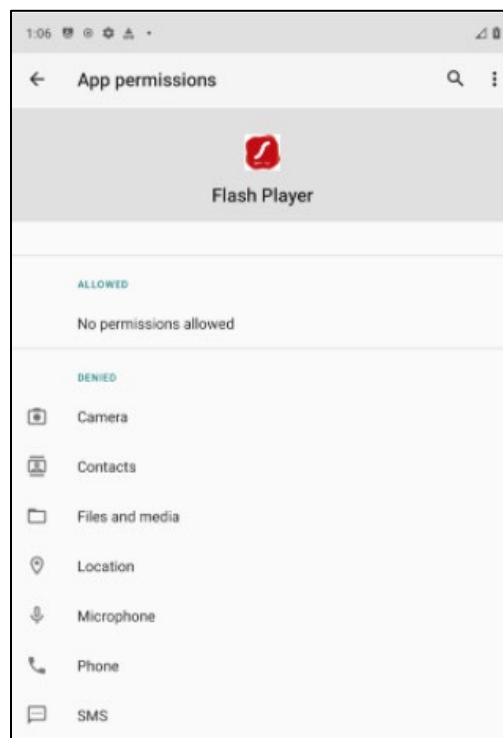 1:06
App permissions
Flash Player
ALLOWED
No permissions allowed
DENIED
Camera
Contacts
Files and media
Location
Microphone
Phone
SMS